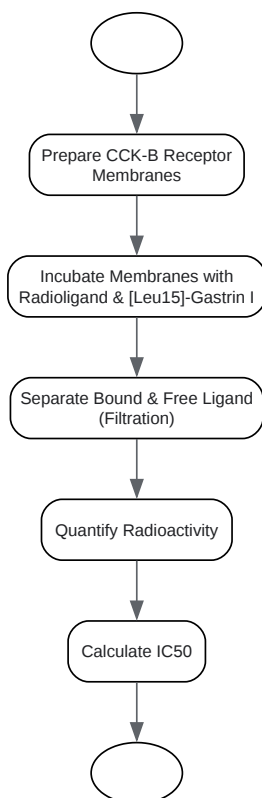 Prepare CCK-B Receptor
Membranes
Incubate Membranes with
Radioligand & [Leu15]-Gastrin I
Separate Bound & Free Ligand
(Filtration)
Quantify Radioactivity
Calculate IC50